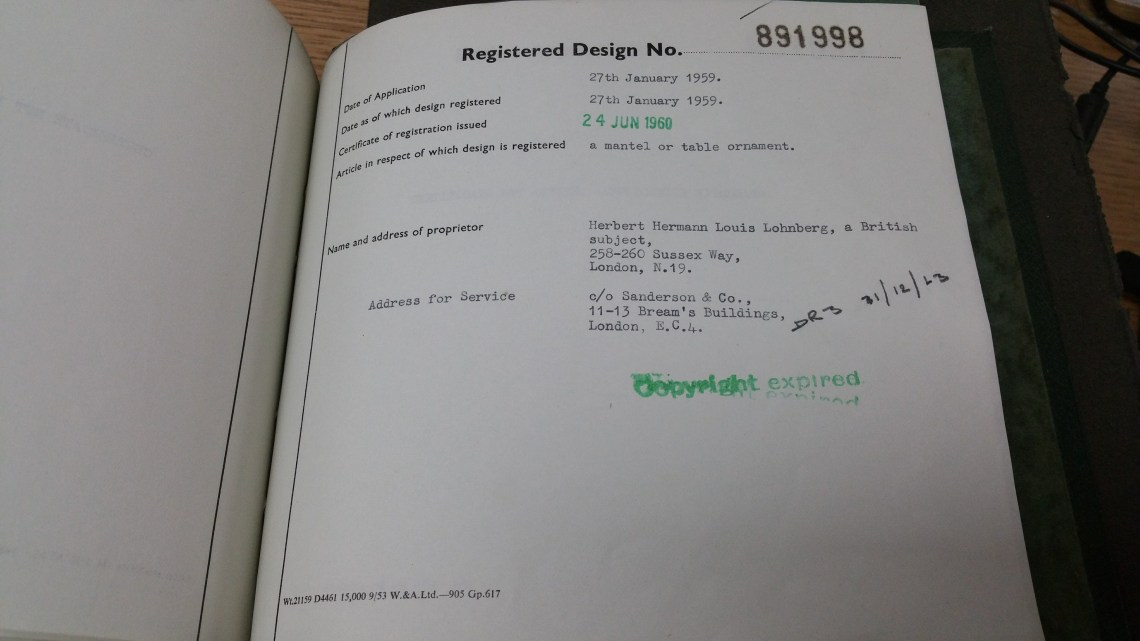 Registered Design No. 891998
Date of Application 27th January 1959.
Date as of which design registered 27th January 1959.
Certificate of registration issued 24 JUN 1960
Article in respect of which design is registered a mantel or table ornament.
Name and address of proprietor Herbert Hermann Louis Lohnberg, a British
subject,
258-260 Sussex Way,
London, N.19.
Address for Service c/o Sanderson & Co.,
11-13 Bream's Buildings,
London, E.C.4.
DR3 31/12/63
Copyright expired
Wt.21159 D4461 15,000 9/53 W.&A.Ltd.—905 Gp.617